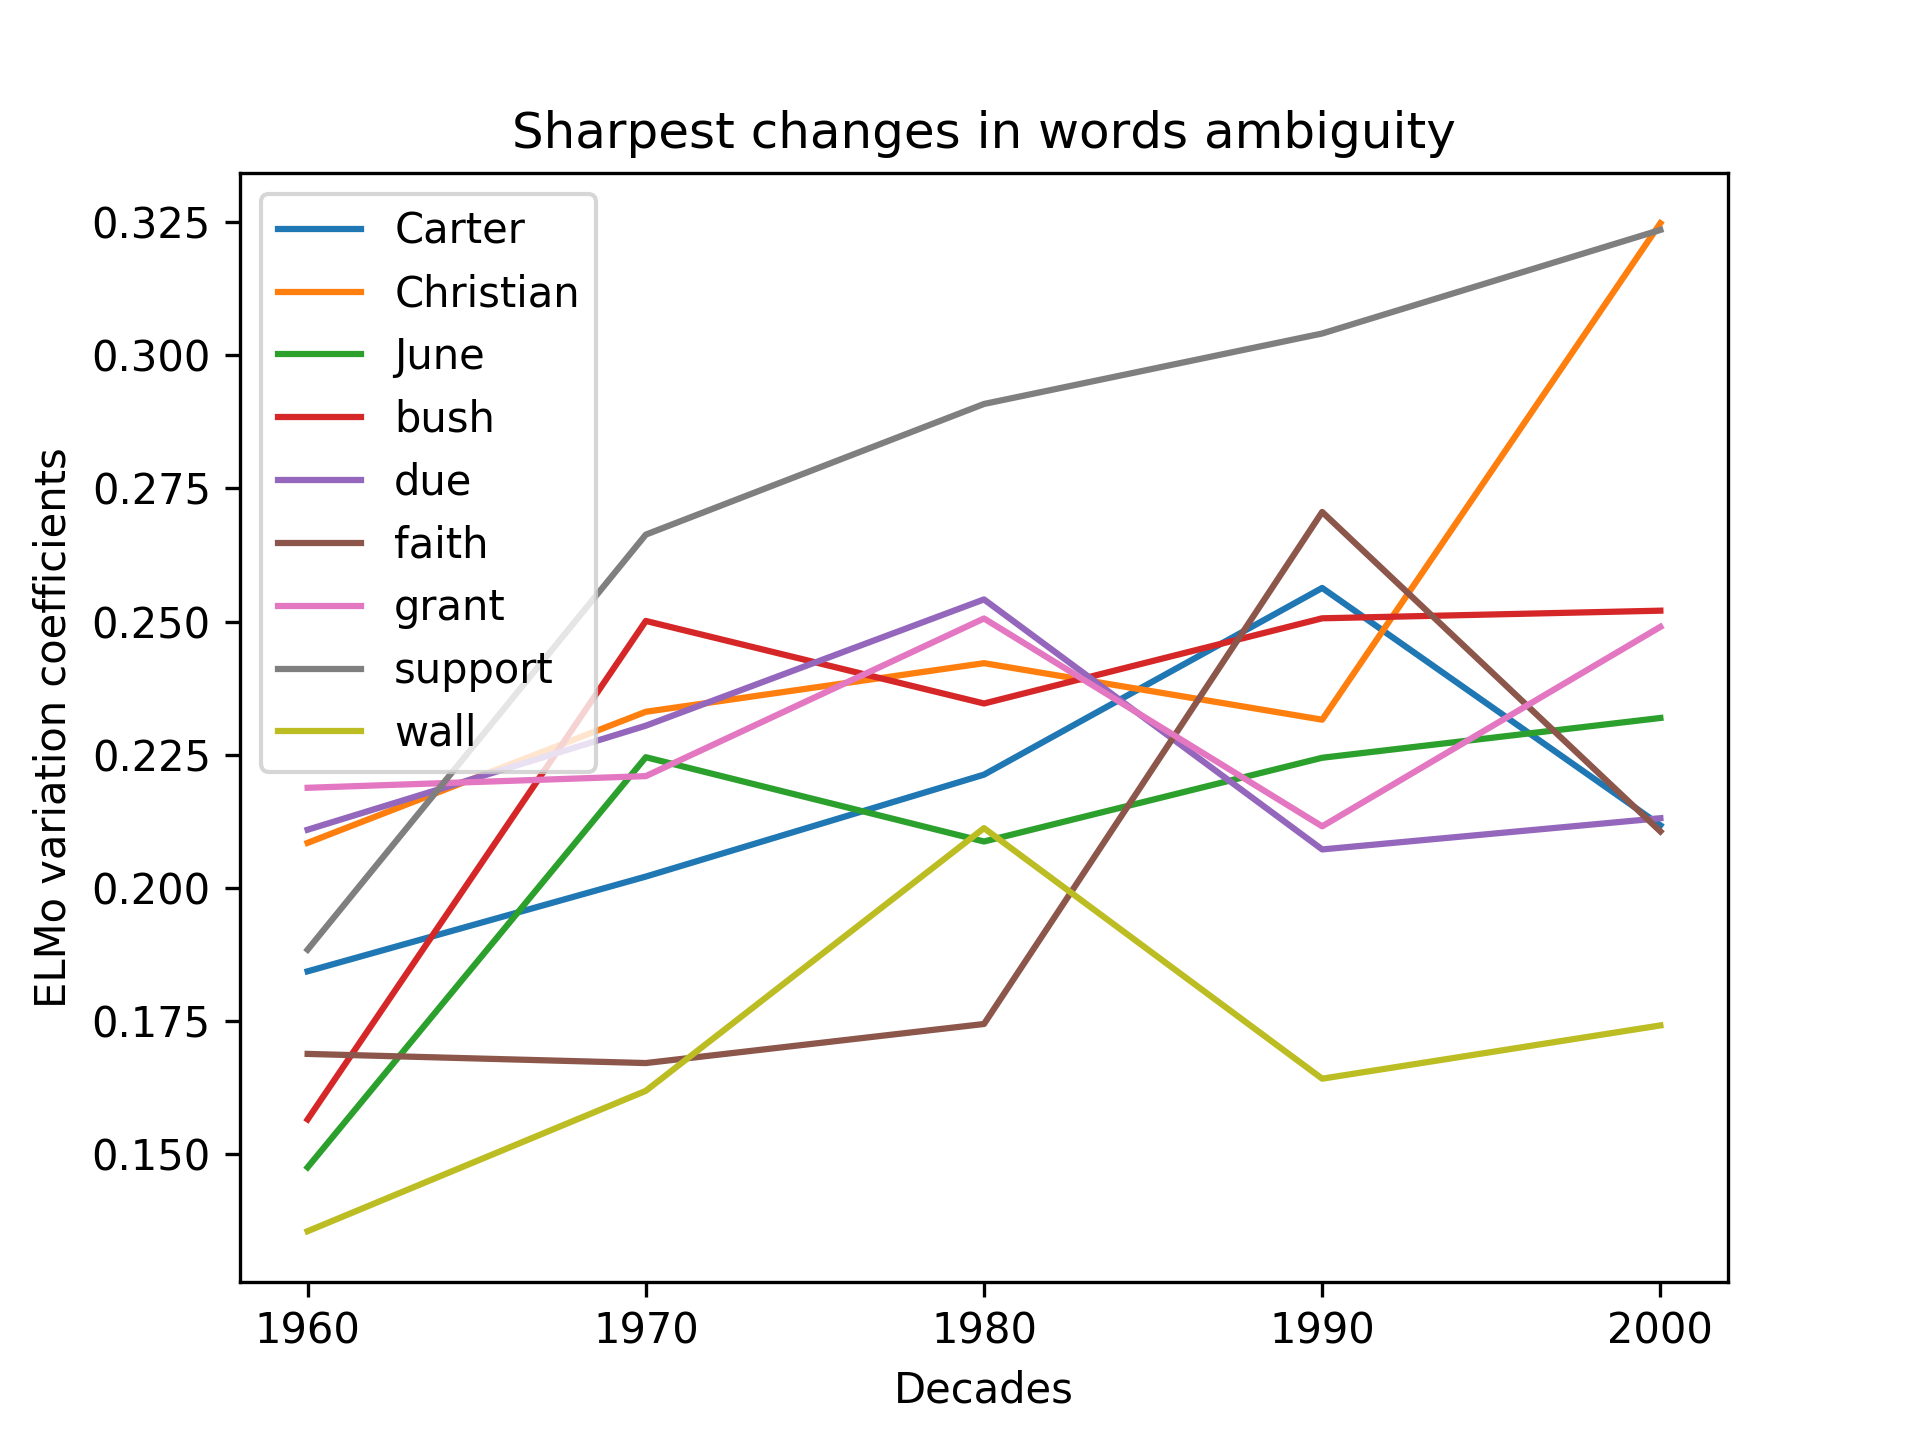 Sharpest changes in words ambiguity
ELMo variation coefficients
0.325
0.300
0.275
0.250
0.225
0.200
0.175
0.150
Carter
Christian
June
bush
due
faith
grant
support
wall
1960 1970 1980 1990 2000
Decades